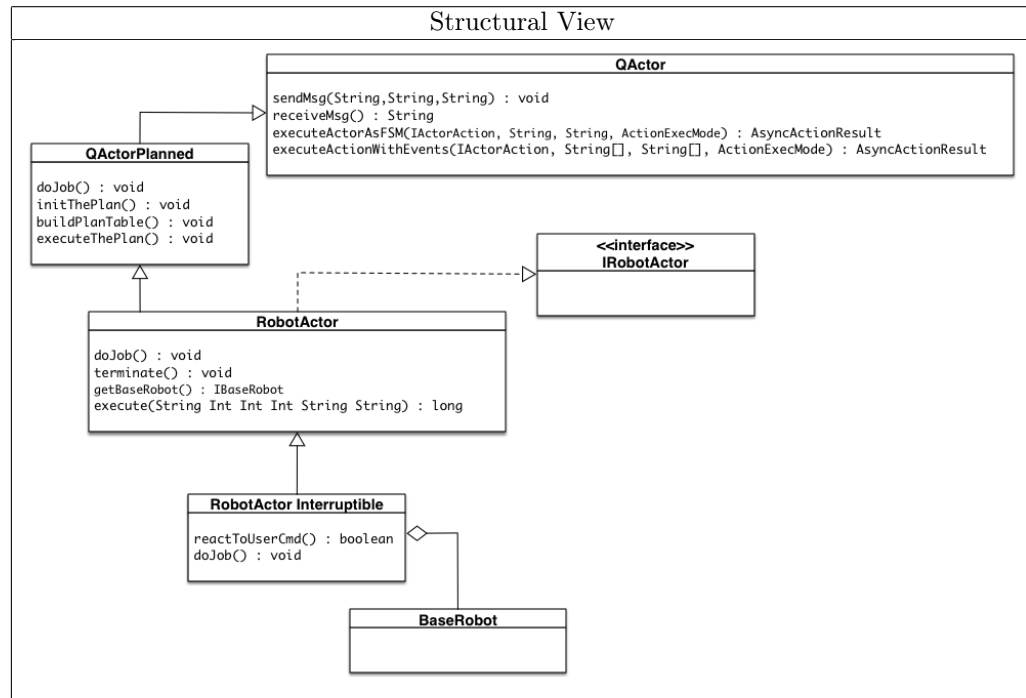 Structural View
QActor
sendMsg(String,String,String) : void
receiveMsg() : String
executeActorAsFSM(IActorAction, String, String, ActionExecMode) : AsyncActionResult
executeActionWithEvents(IActorAction, String[], String[], ActionExecMode) : AsyncActionResult
QActorPlanned
doJob() : void
initThePlan() : void
buildPlanTable() : void
executeThePlan() : void
<<interface>>
IRobotActor
RobotActor
doJob() : void
terminate() : void
getBaseRobot() : IBaseRobot
execute(String Int Int Int String String) : long
RobotActor Interruptible
reactToUserCmd() : boolean
doJob() : void
BaseRobot